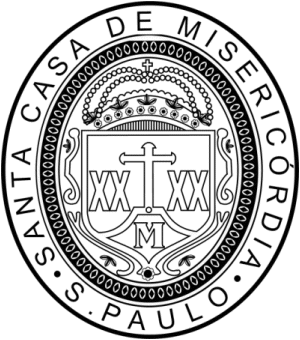 SANTA CASA DE MISERICÓRDIA
S. PAULO
XX XX
M